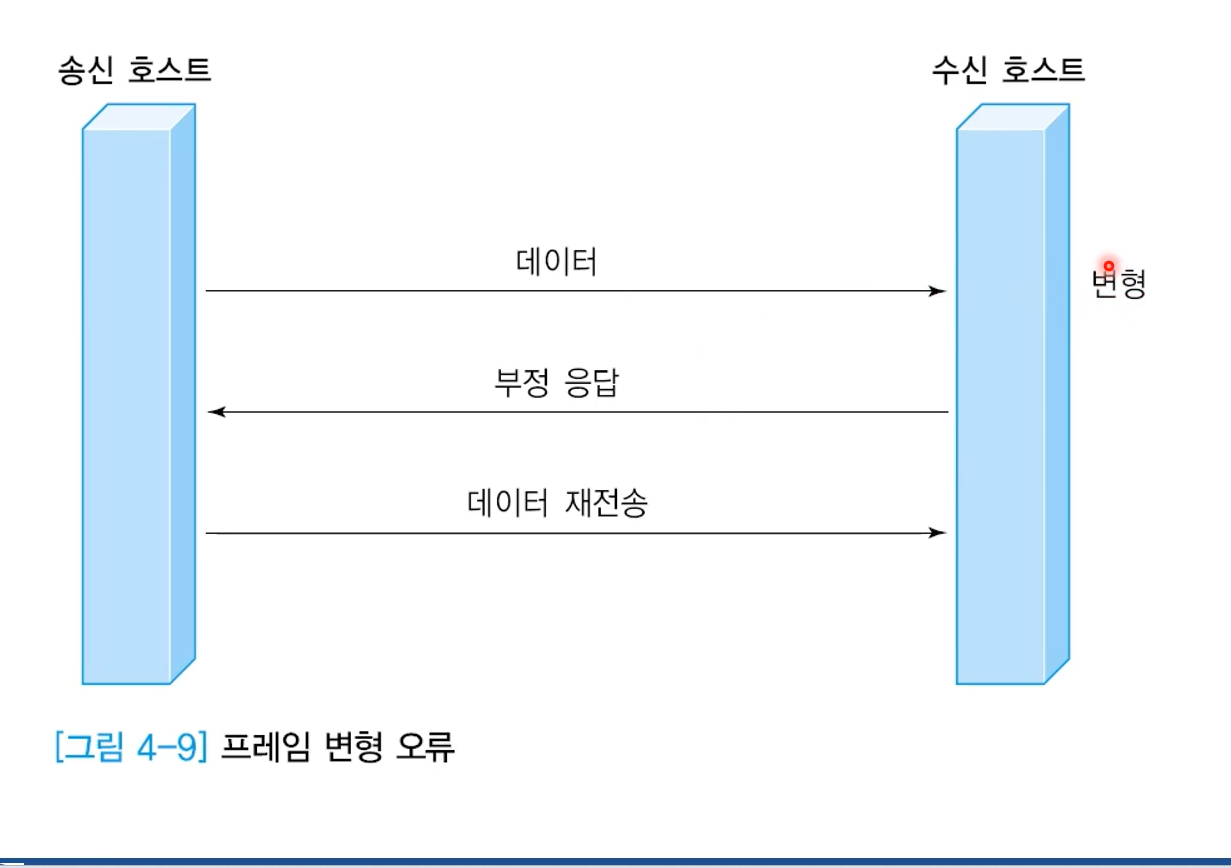 송신 호스트
수신 호스트
데이터
변형
부정 응답
데이터 재전송
[그림 4-9] 프레임 변형 오류